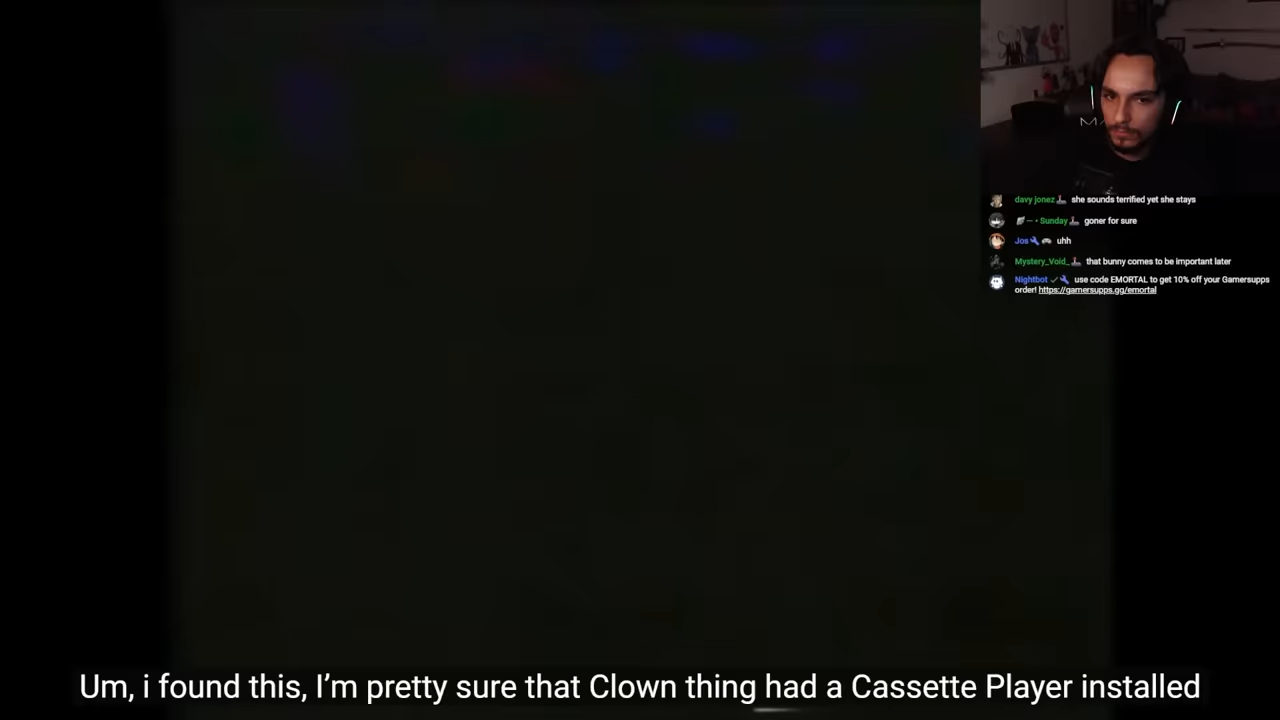 davy jonez she sounds terrified yet she stays
Sunday goner for sure
Jos uhh
Mystery_Void_ that bunny comes to be important later
Nightbot use code EMORTAL to get 10% off your Gamersupps
order! https://gamersupps.gg/emortal
Um, i found this, I’m pretty sure that Clown thing had a Cassette Player installed